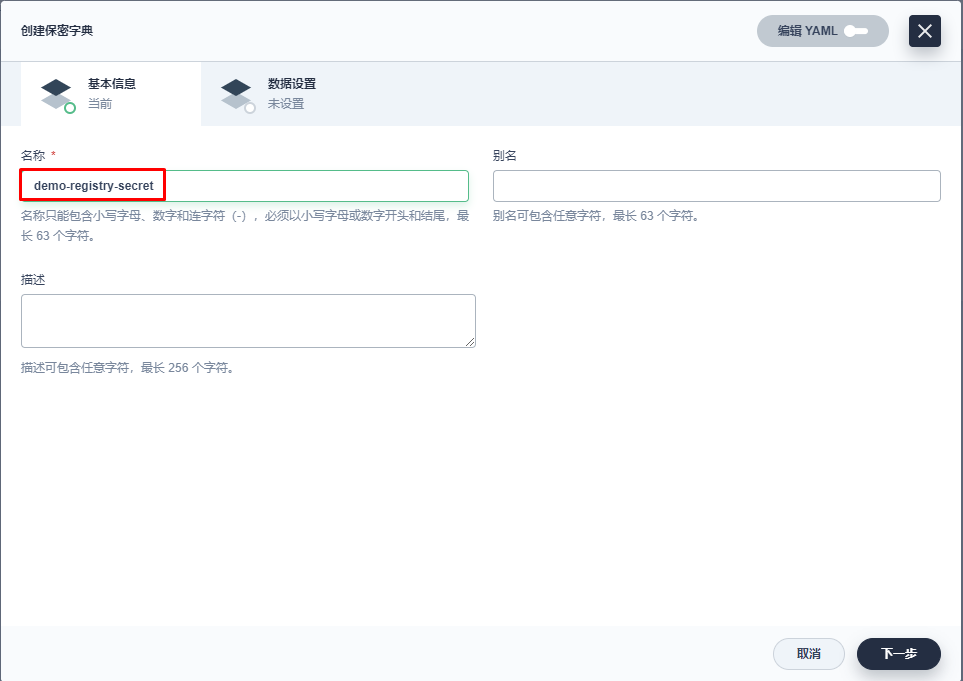 创建保密字典
编辑 YAML
基本信息
当前
数据设置
未设置
名称 *
别名
demo-registry-secret
名称只能包含小写字母、数字和连字符（-），必须以小写字母或数字开头和结尾，最
长 63 个字符。
别名可包含任意字符，最长 63 个字符。
描述
描述可包含任意字符，最长 256 个字符。
取消
下一步